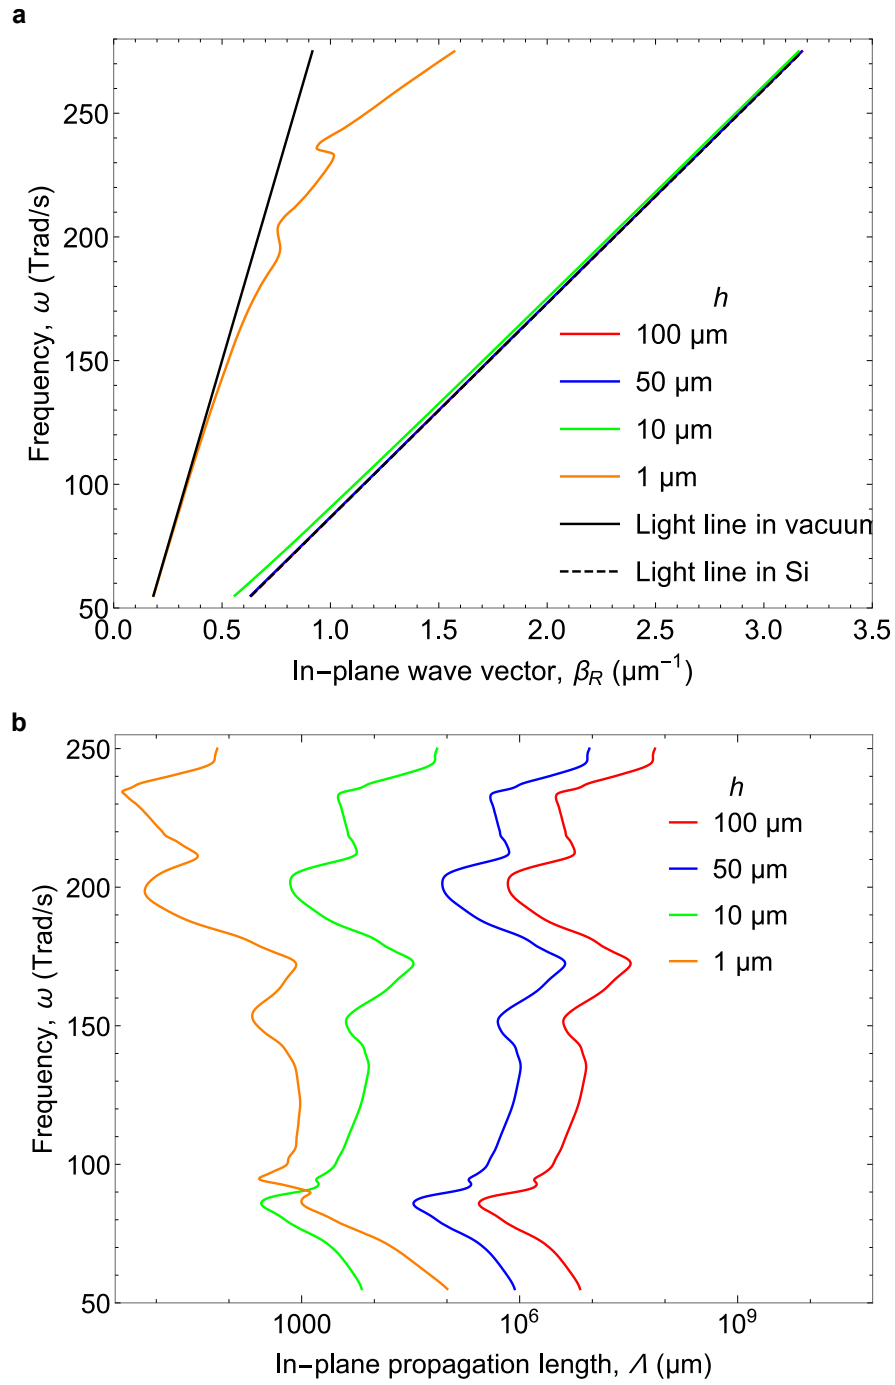 a
0.0 0.5 1.0 1.5 2.0 2.5 3.0 3.5
50
100
150
200
250
In−plane wave vector, βR (μm−1)
Frequency, ω (Trad/s)
h
100 μm
50 μm
10 μm
1 μm
Light line in vacuum
Light line in Si
b
1000 10⁶ 10⁹
50
100
150
200
250
In−plane propagation length, Λ (μm)
Frequency, ω (Trad/s)
h
100 μm
50 μm
10 μm
1 μm